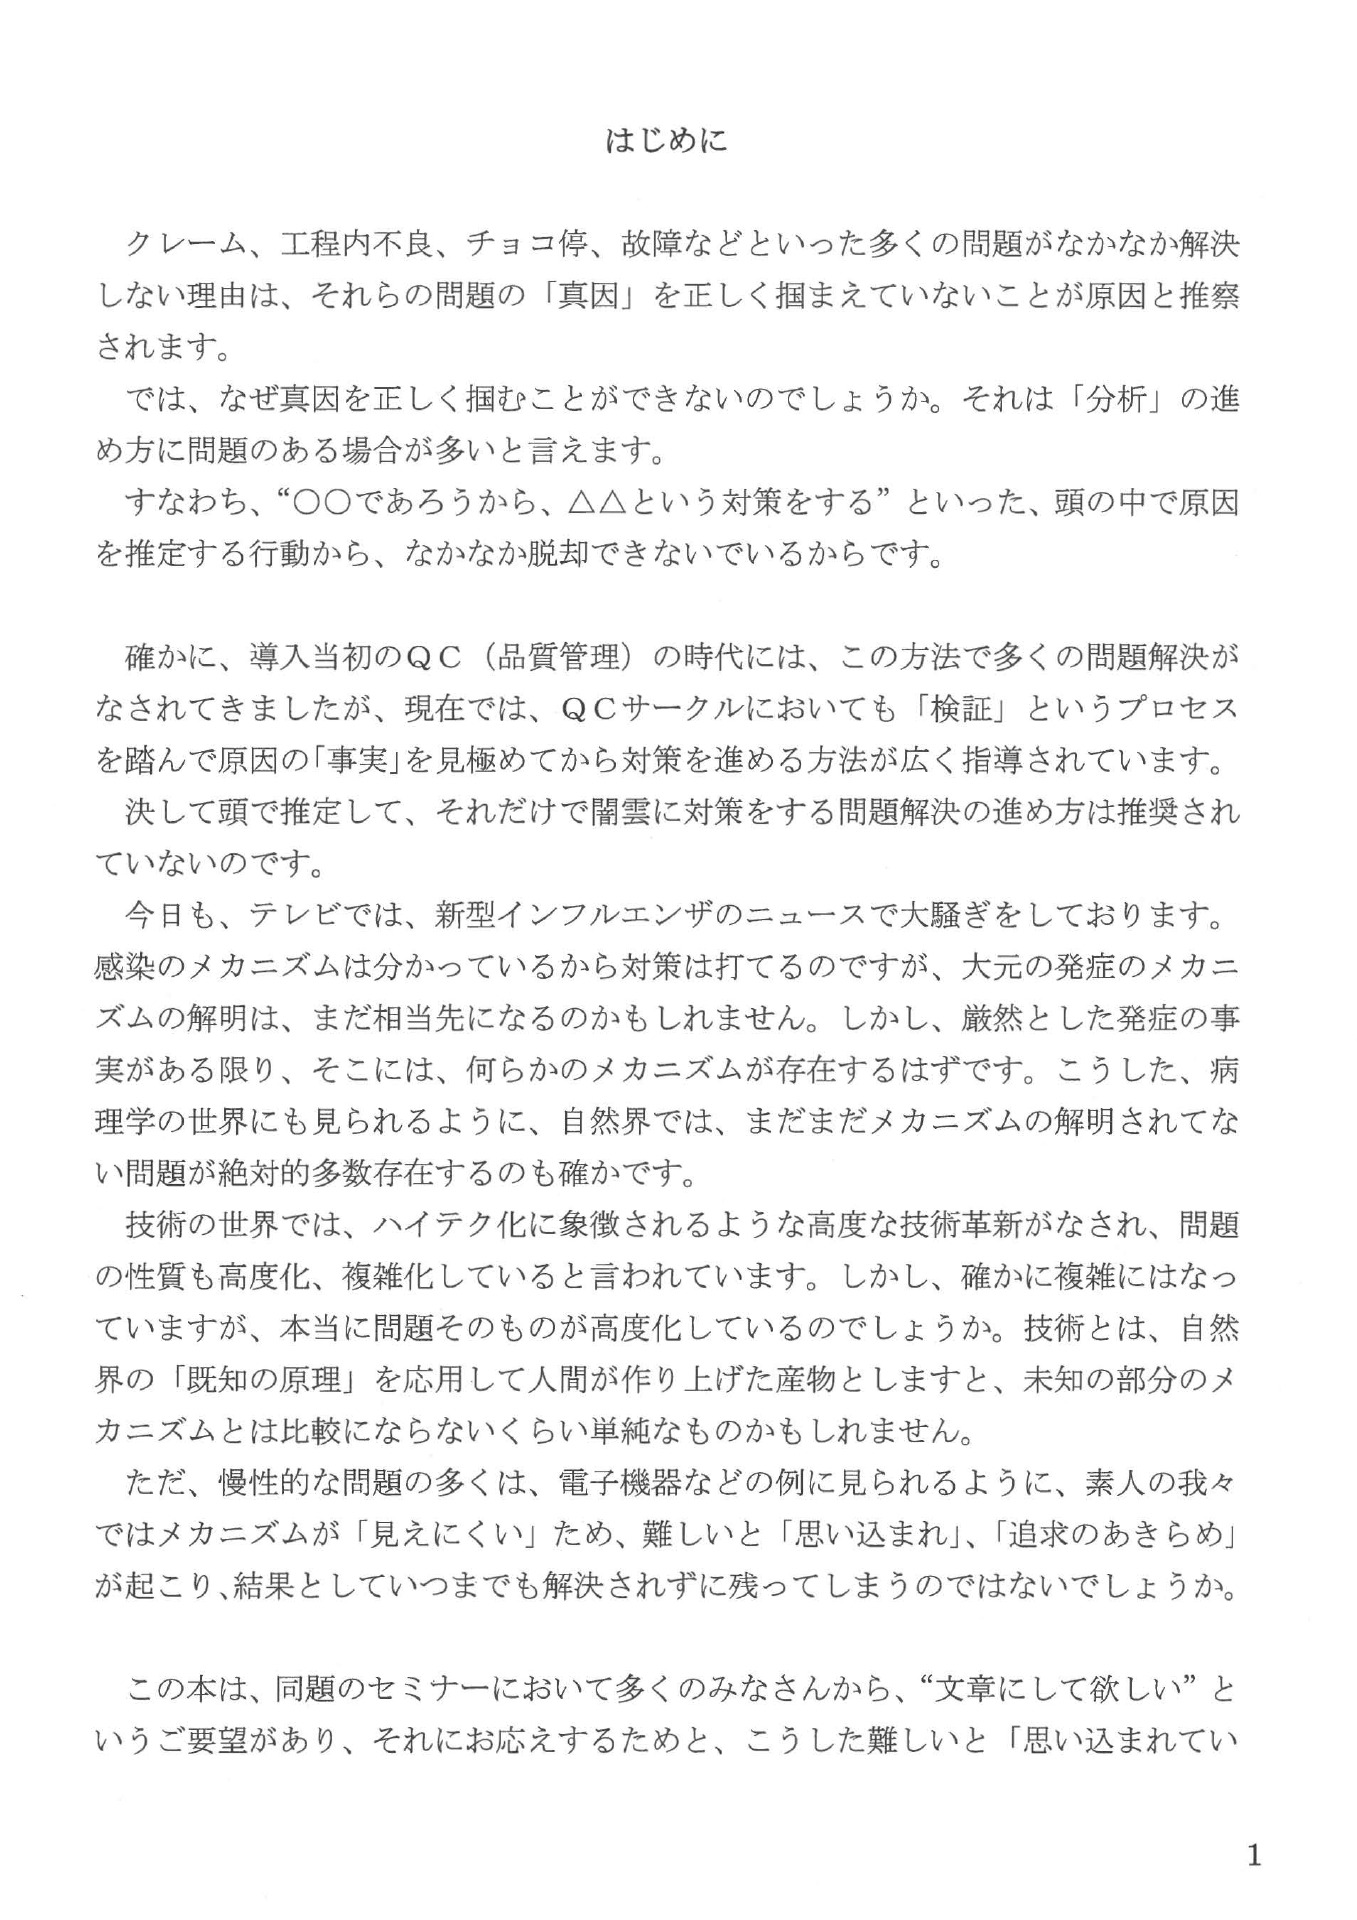 はじめに
クレーム、工程内不良、チョコ停、故障などといった多くの問題がなかなか解決
しない理由は、それらの問題の「真因」を正しく掴まえていないことが原因と推察
されます。
では、なぜ真因を正しく掴むことができないのでしょうか。それは「分析」の進
め方に問題のある場合が多いと言えます。
すなわち、“〇〇であろうから、△△という対策をする”といった、頭の中で原因
を推定する行動から、なかなか脱却できないでいるからです。
確かに、導入当初のＱＣ（品質管理）の時代には、この方法で多くの問題解決が
なされてきましたが、現在では、ＱＣサークルにおいても「検証」というプロセス
を踏んで原因の「事実」を見極めてから対策を進める方法が広く指導されています。
決して頭で推定して、それだけで闇雲に対策をする問題解決の進め方は推奨され
ていないのです。
今日も、テレビでは、新型インフルエンザのニュースで大騒ぎをしております。
感染のメカニズムは分かっているから対策は打てるのですが、大元の発症のメカニ
ズムの解明は、まだ相当先になるのかもしれません。しかし、厳然とした発症の事
実がある限り、そこには、何らかのメカニズムが存在するはずです。こうした、病
理学の世界にも見られるように、自然界では、まだまだメカニズムの解明されてな
い問題が絶対的多数存在するのも確かです。
技術の世界では、ハイテク化に象徴されるような高度な技術革新がなされ、問題
の性質も高度化、複雑化していると言われています。しかし、確かに複雑にはなっ
ていますが、本当に問題そのものが高度化しているのでしょうか。技術とは、自然
界の「既知の原理」を応用して人間が作り上げた産物としますと、未知の部分のメ
カニズムとは比較にならないくらい単純なものかもしれません。
ただ、慢性的な問題の多くは、電子機器などの例に見られるように、素人の我々
ではメカニズムが「見えにくい」ため、難しいと「思い込まれ」、「追求のあきらめ」
が起こり、結果としていつまでも解決されずに残ってしまうのではないでしょうか。
この本は、同題のセミナーにおいて多くのみなさんから、“文章にして欲しい”と
いうご要望があり、それにお応えするためと、こうした難しいと「思い込まれてい
1